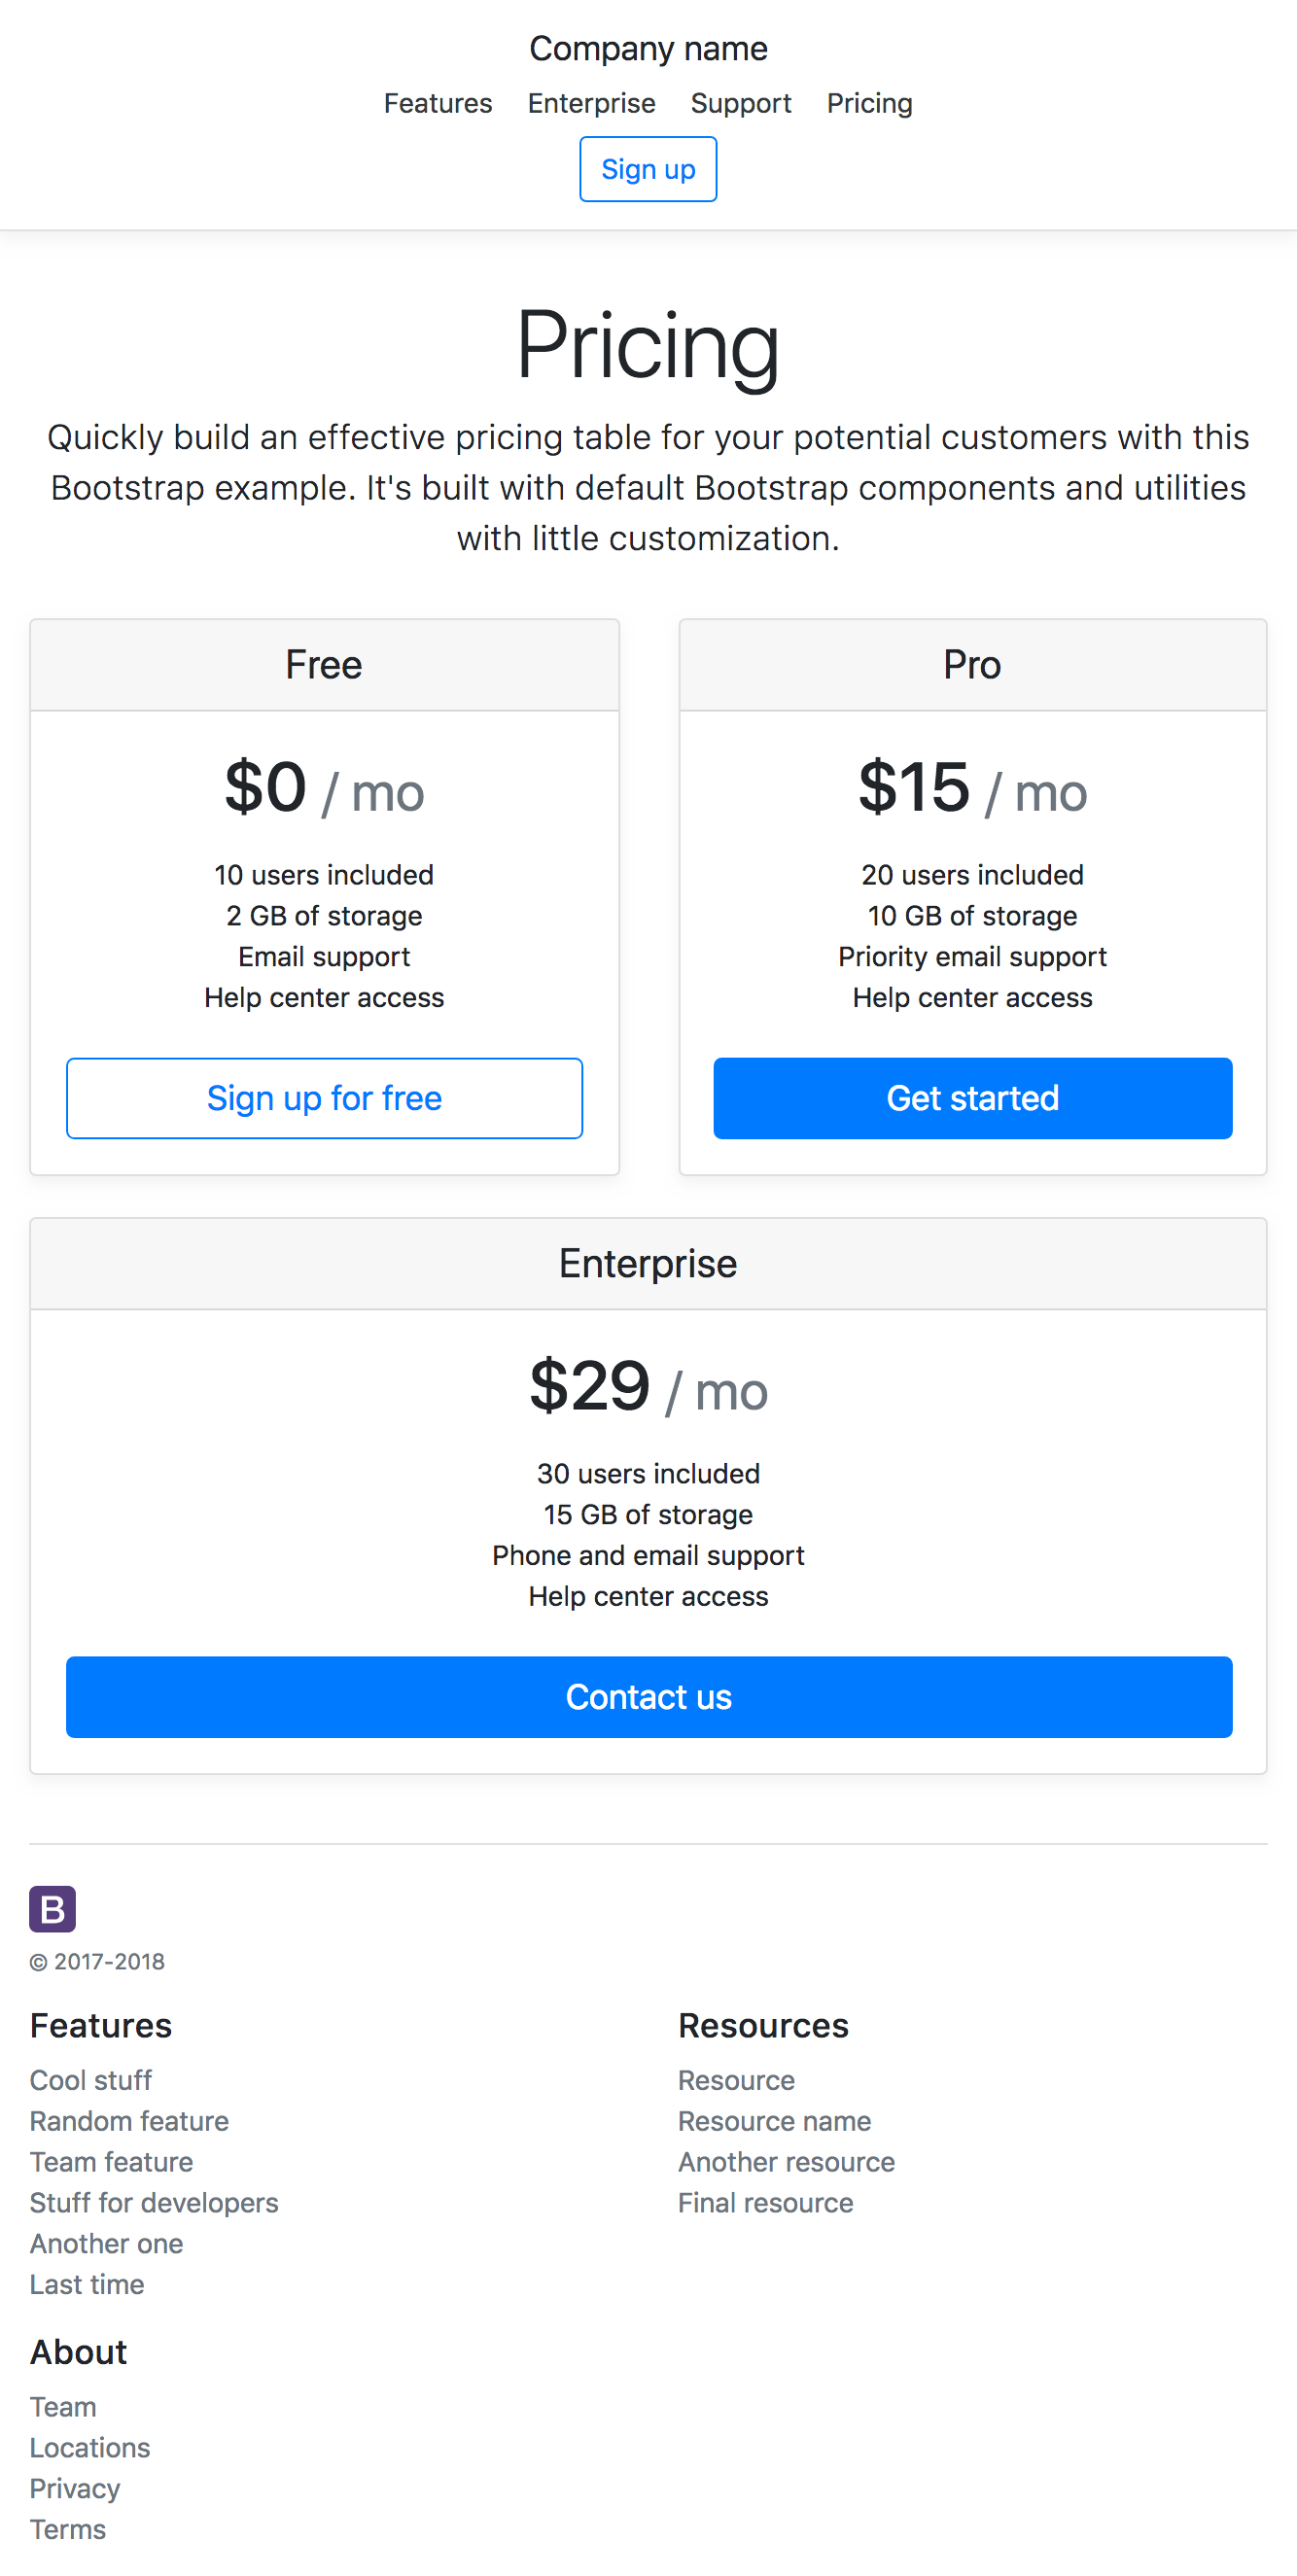 Company name
Features Enterprise Support Pricing
Sign up
Pricing
Quickly build an effective pricing table for your potential customers with this
Bootstrap example. It's built with default Bootstrap components and utilities
with little customization.
Free
$0 / mo
10 users included
2 GB of storage
Email support
Help center access
Sign up for free
Pro
$15 / mo
20 users included
10 GB of storage
Priority email support
Help center access
Get started
Enterprise
$29 / mo
30 users included
15 GB of storage
Phone and email support
Help center access
Contact us
B
© 2017-2018
Features
Cool stuff
Random feature
Team feature
Stuff for developers
Another one
Last time
Resources
Resource
Resource name
Another resource
Final resource
About
Team
Locations
Privacy
Terms